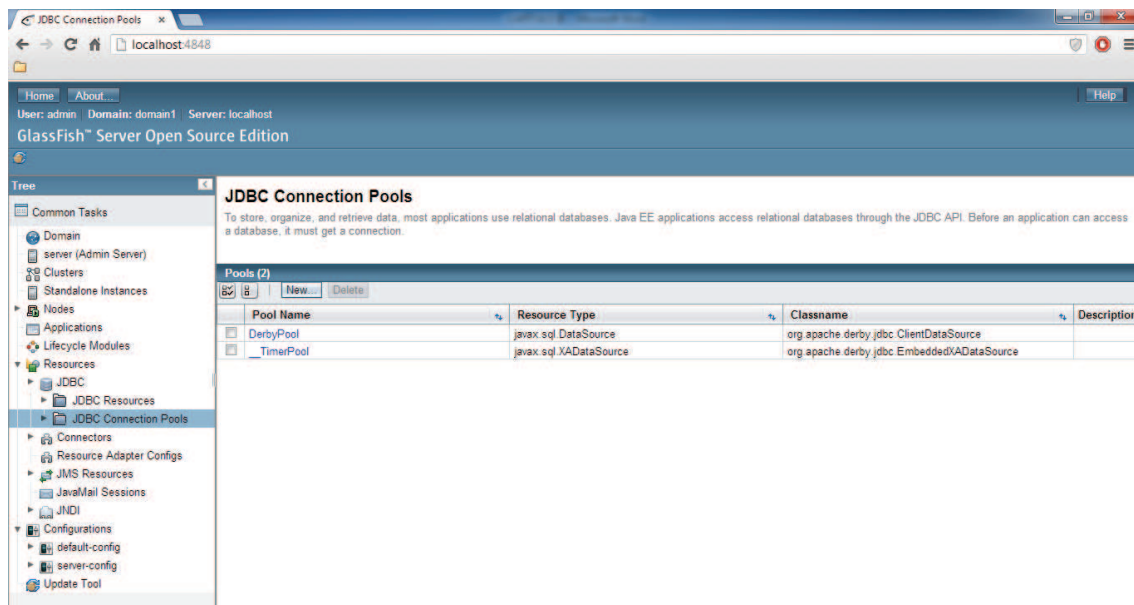 JDBC Connection Pools
localhost:4848
Home About...
Help
User: admin Domain: domain1 Server: localhost
GlassFish™ Server Open Source Edition
Tree
Common Tasks
Domain
server (Admin Server)
Clusters
Standalone Instances
Nodes
Applications
Lifecycle Modules
Resources
JDBC
JDBC Resources
JDBC Connection Pools
Connectors
Resource Adapter Configs
JMS Resources
JavaMail Sessions
JNDI
Configurations
default-config
server-config
Update Tool
JDBC Connection Pools
To store, organize, and retrieve data, most applications use relational databases. Java EE applications access relational databases through the JDBC API. Before an application can access
a database, it must get a connection.
Pools (2)
New... Delete
Pool Name Resource Type Classname Description
DerbyPool javax.sql.DataSource org.apache.derby.jdbc.ClientDataSource
__TimerPool javax.sql.XADataSource org.apache.derby.jdbc.EmbeddedXADataSource